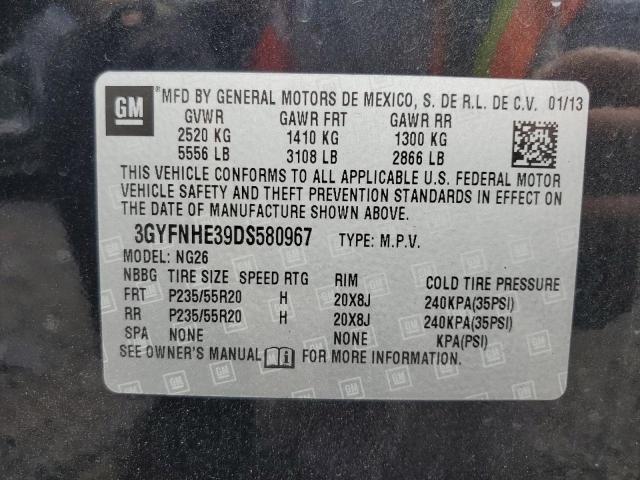 GM ® MFD BY GENERAL MOTORS DE MEXICO, S. DE R.L. DE C.V. 01/13
GVWR GAWR FRT GAWR RR
2520 KG 1410 KG 1300 KG
5556 LB 3108 LB 2866 LB
THIS VEHICLE CONFORMS TO ALL APPLICABLE U.S. FEDERAL MOTOR
VEHICLE SAFETY AND THEFT PREVENTION STANDARDS IN EFFECT ON
THE DATE OF MANUFACTURE SHOWN ABOVE.
3GYFNHE39DS580967 TYPE: M.P.V.
MODEL: NG26
NBBG TIRE SIZE SPEED RTG RIM COLD TIRE PRESSURE
FRT P235/55R20 H 20X8J 240KPA(35PSI)
RR P235/55R20 H 20X8J 240KPA(35PSI)
SPA NONE NONE KPA(PSI)
SEE OWNER'S MANUAL FOR MORE INFORMATION.